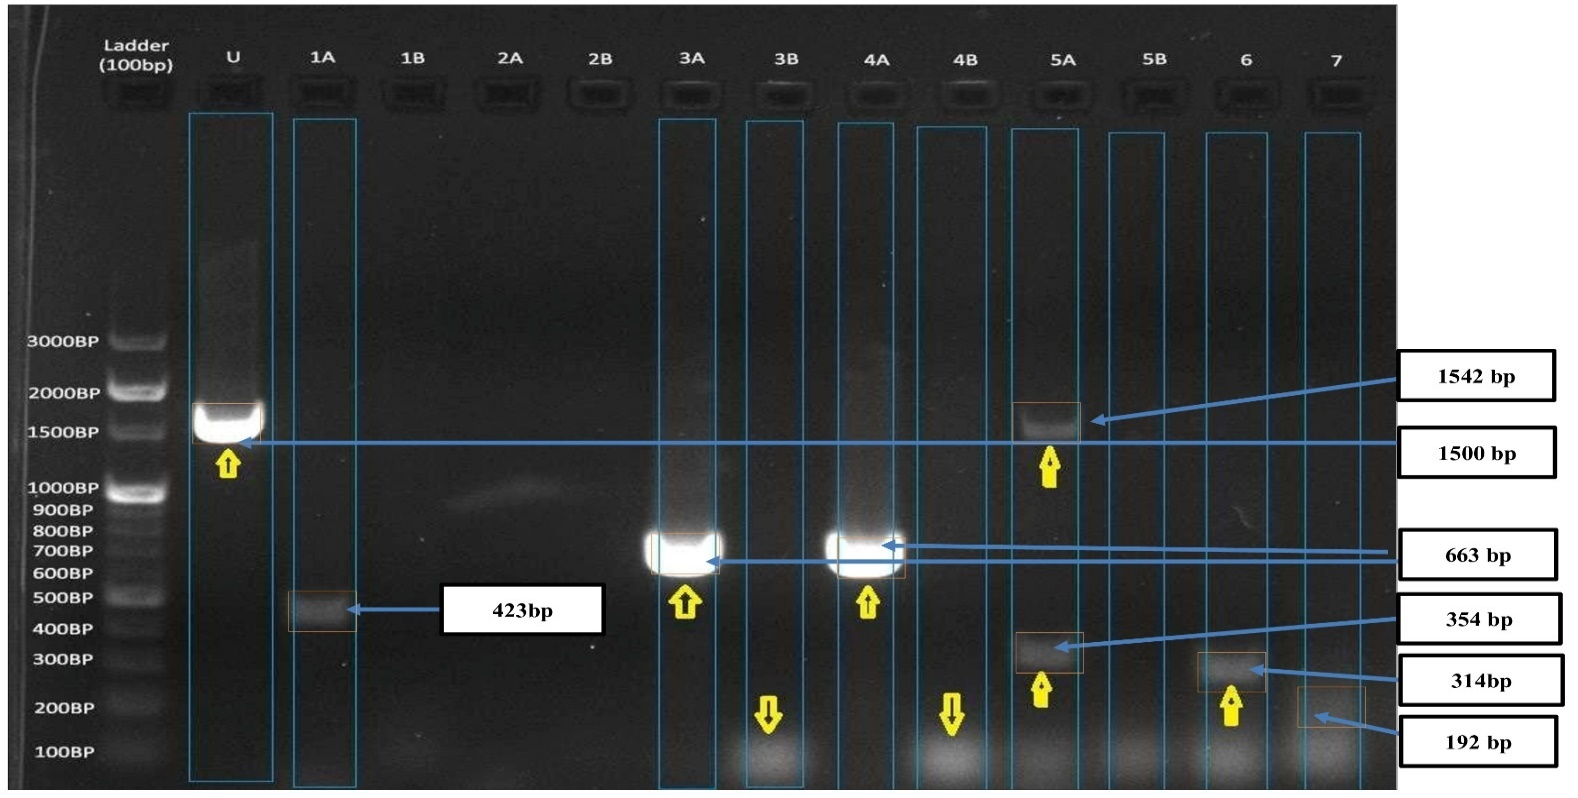 Ladder
(100bp)
U
1A
1B
2A
2B
3A
3B
4A
4B
5A
5B
6
7
3000BP
2000BP
1500BP
1000BP
900BP
800BP
700BP
600BP
500BP
400BP
300BP
200BP
100BP
423bp
1542 bp
1500 bp
663 bp
354 bp
314bp
192 bp